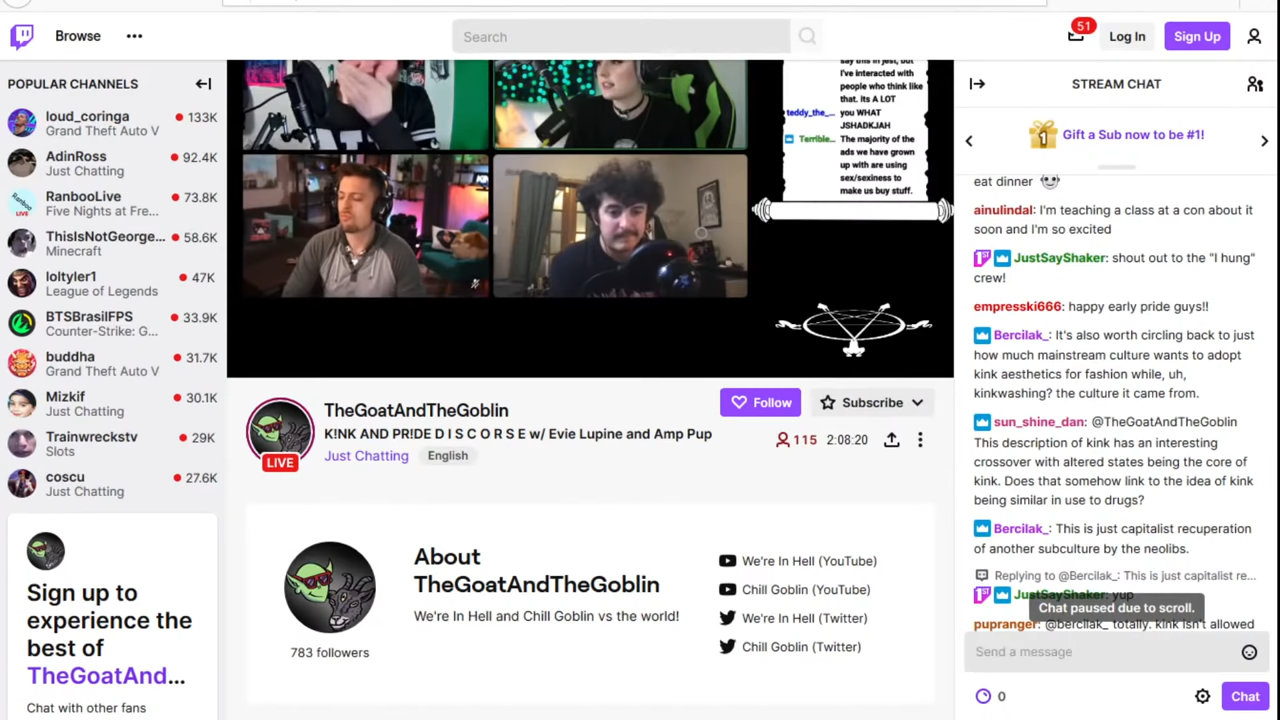 Browse
Search
51
Log In
Sign Up
POPULAR CHANNELS
loud_coringa
133K
Grand Theft Auto V
AdinRoss
92.4K
Just Chatting
RanbooLive
73.8K
Five Nights at Fre...
ThisIsNotGeorge...
58.6K
Minecraft
loltyler1
47K
League of Legends
BTSBrasilFPS
33.9K
Counter-Strike: G...
buddha
31.7K
Grand Theft Auto V
Mizkif
30.1K
Just Chatting
Trainwreckstv
29K
Slots
coscu
27.6K
Just Chatting
Sign up to
experience the
best of
TheGoatAnd...
Chat with other fans
say this in jest, but
I've interacted with
people who think like
that. its A LOT
teddy_the_... you WHAT
JSHADKJAH
Terrible... The majority of the
ads we have grown
up with are using
sex/sexiness to
make us buy stuff.
LIVE
TheGoatAndTheGoblin
K!NK AND PR!DE D I S C O R S E w/ Evie Lupine and Amp Pup
Just Chatting
English
Follow
Subscribe
115
2:08:20
783 followers
About
TheGoatAndTheGoblin
We're In Hell and Chill Goblin vs the world!
We're In Hell (YouTube)
Chill Goblin (YouTube)
We're In Hell (Twitter)
Chill Goblin (Twitter)
STREAM CHAT
1
Gift a Sub now to be #1!
eat dinner
ainulindal: I'm teaching a class at a con about it
soon and I'm so excited
1ST JustSayShaker: shout out to the "I hung"
crew!
empresski666: happy early pride guys!!
Bercilak_: It's also worth circling back to just
how much mainstream culture wants to adopt
kink aesthetics for fashion while, uh,
kinkwashing? the culture it came from.
sun_shine_dan: @TheGoatAndTheGoblin
This description of kink has an interesting
crossover with altered states being the core of
kink. Does that somehow link to the idea of kink
being similar in use to drugs?
Bercilak_: This is just capitalist recuperation
of another subculture by the neolibs.
Replying to @Bercilak_: This is just capitalist re...
1ST JustSayShaker: yup
Chat paused due to scroll.
pupranger: @bercilak_ totally. kink isn't allowed
Send a message
0
Chat